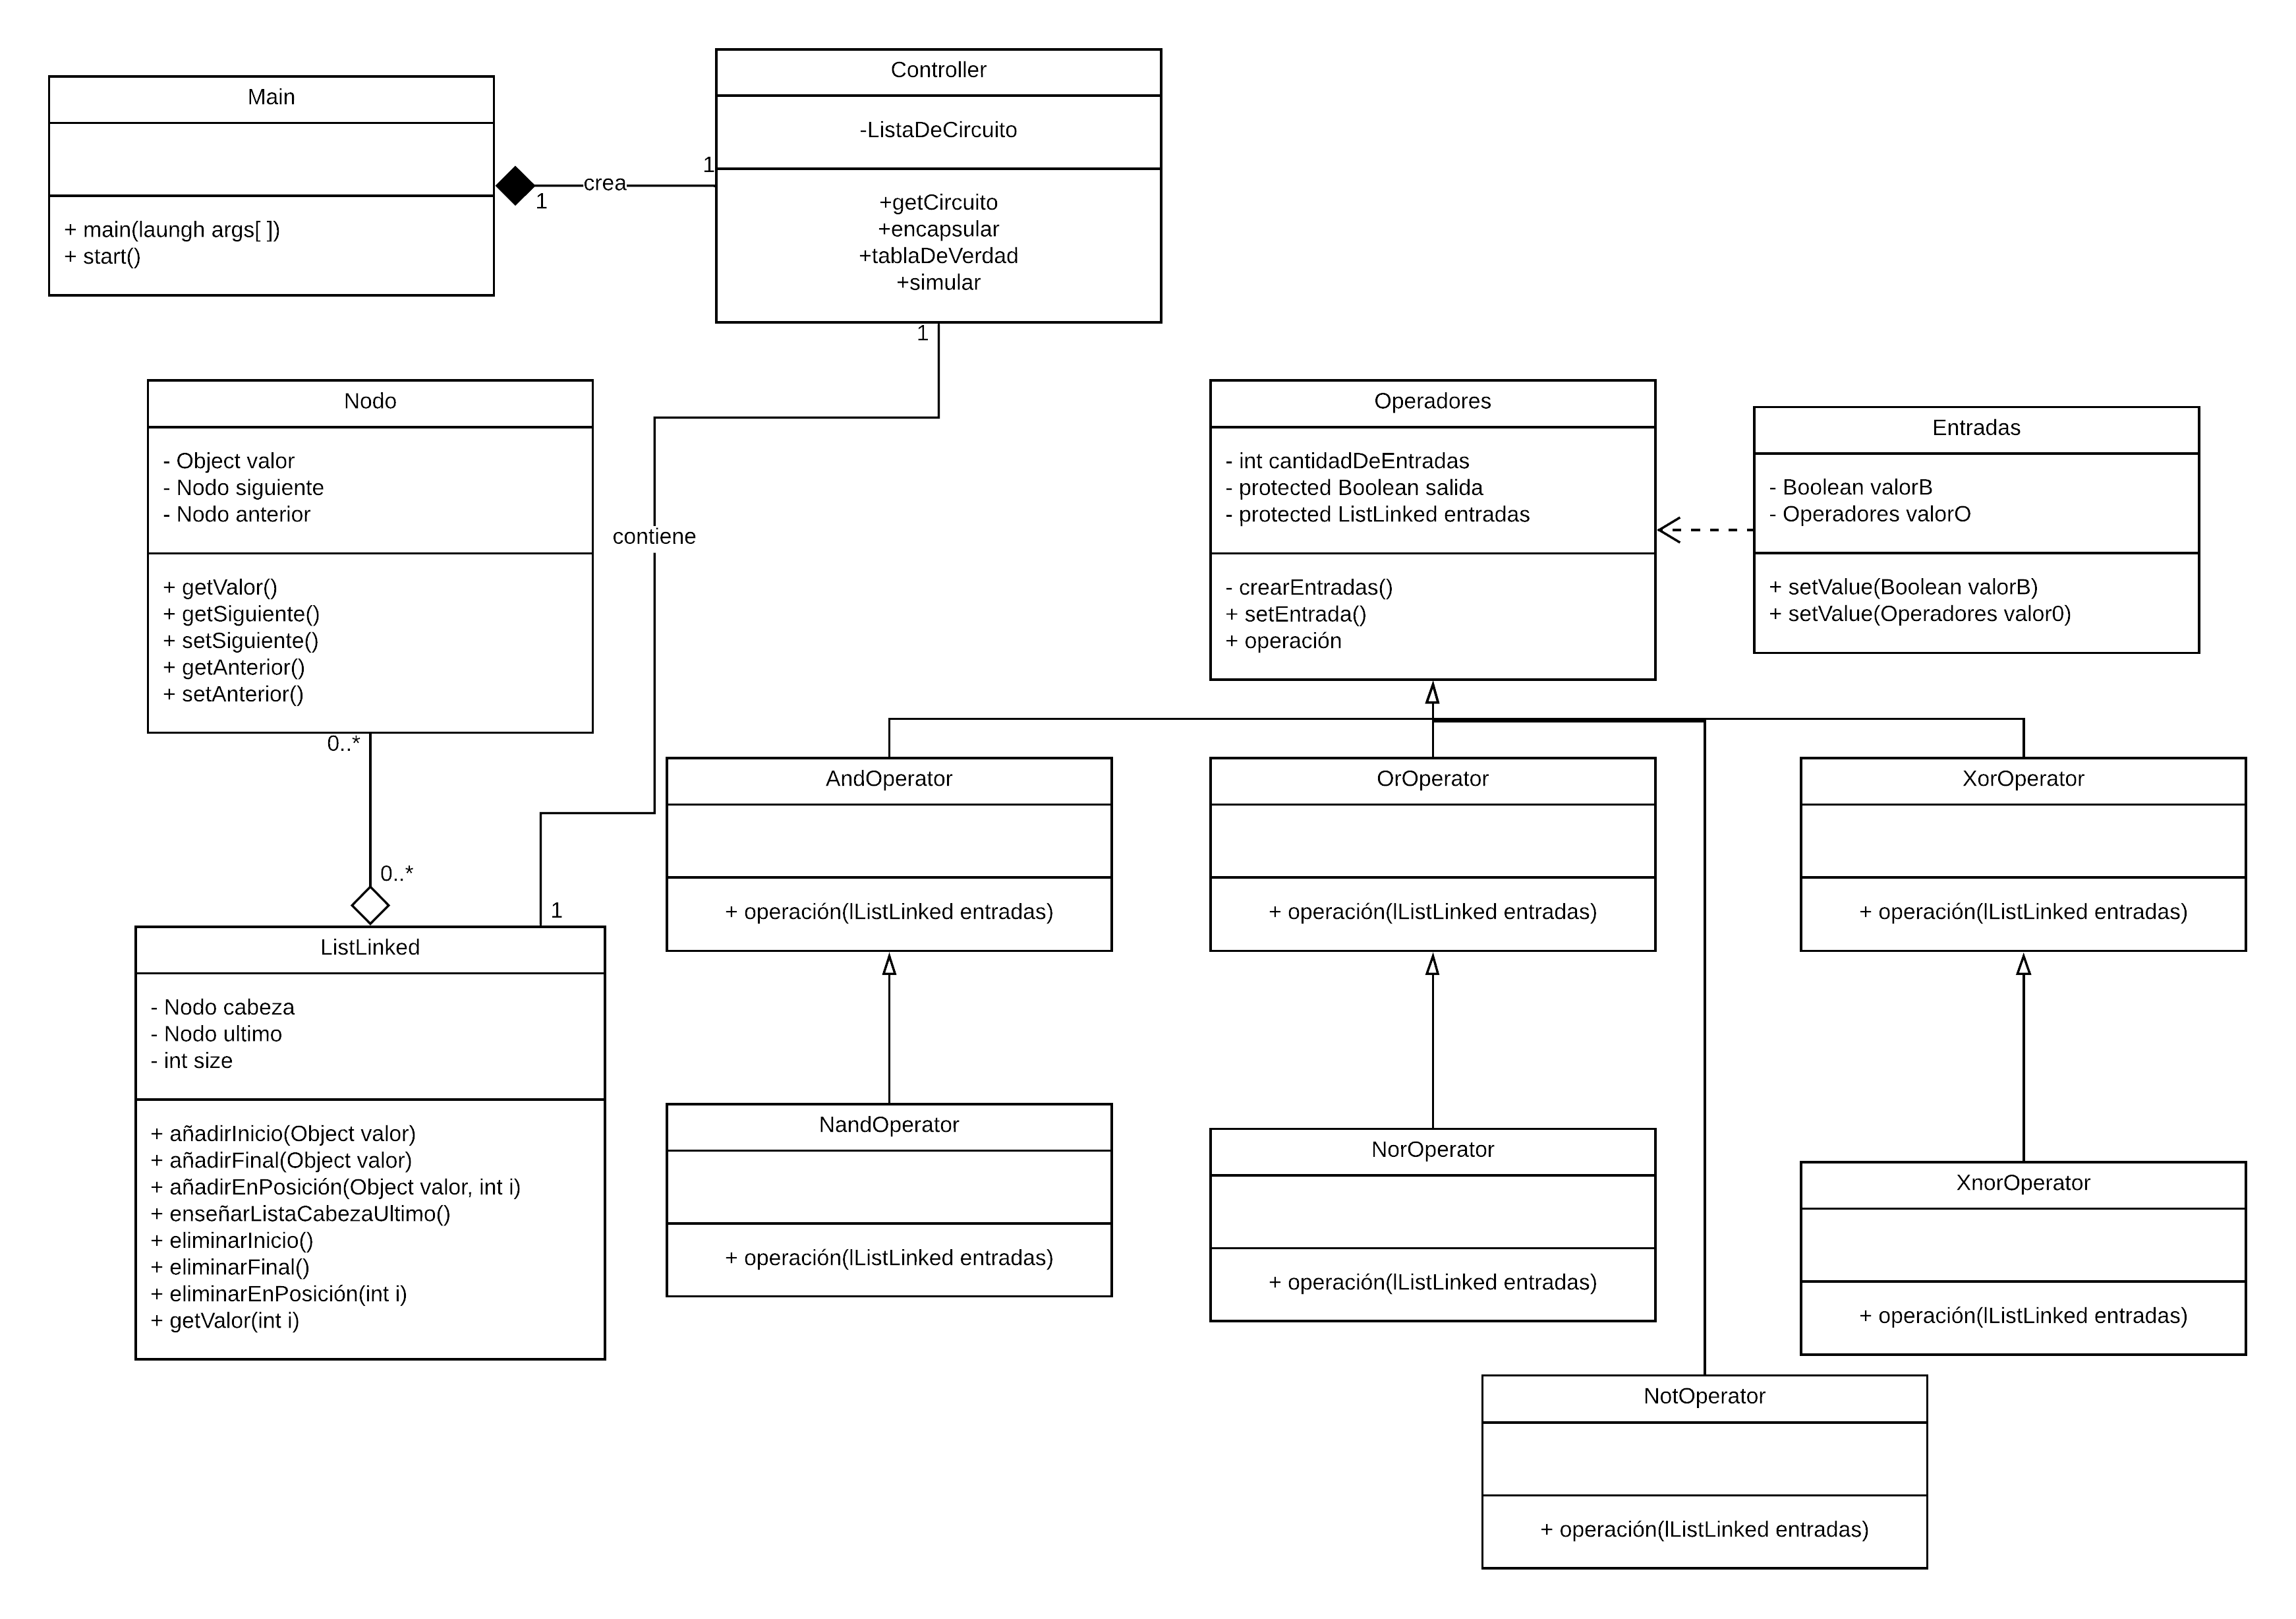 Main
+ main(laungh args[ ])
+ start()
1
crea
1
Controller
-ListaDeCircuito
+getCircuito
+encapsular
+tablaDeVerdad
+simular
1
contiene
1
Nodo
- Object valor
- Nodo siguiente
- Nodo anterior
+ getValor()
+ getSiguiente()
+ setSiguiente()
+ getAnterior()
+ setAnterior()
0..*
0..*
ListLinked
- Nodo cabeza
- Nodo ultimo
- int size
+ añadirInicio(Object valor)
+ añadirFinal(Object valor)
+ añadirEnPosición(Object valor, int i)
+ enseñarListaCabezaUltimo()
+ eliminarInicio()
+ eliminarFinal()
+ eliminarEnPosición(int i)
+ getValor(int i)
Operadores
- int cantidadDeEntradas
- protected Boolean salida
- protected ListLinked entradas
- crearEntradas()
+ setEntrada()
+ operación
Entradas
- Boolean valorB
- Operadores valorO
+ setValue(Boolean valorB)
+ setValue(Operadores valor0)
AndOperator
+ operación(lListLinked entradas)
OrOperator
+ operación(lListLinked entradas)
XorOperator
+ operación(lListLinked entradas)
NandOperator
+ operación(lListLinked entradas)
NorOperator
+ operación(lListLinked entradas)
XnorOperator
+ operación(lListLinked entradas)
NotOperator
+ operación(lListLinked entradas)